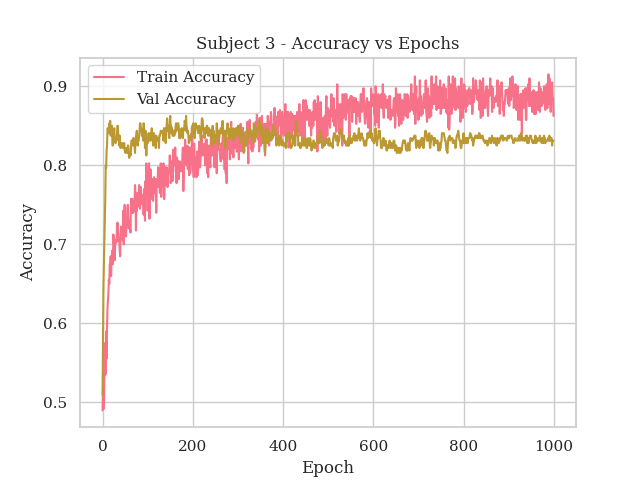 Subject 3 - Accuracy vs Epochs
Train Accuracy
Val Accuracy
0.9
0.8
0.7
0.6
0.5
Accuracy
0 200 400 600 800 1000
Epoch